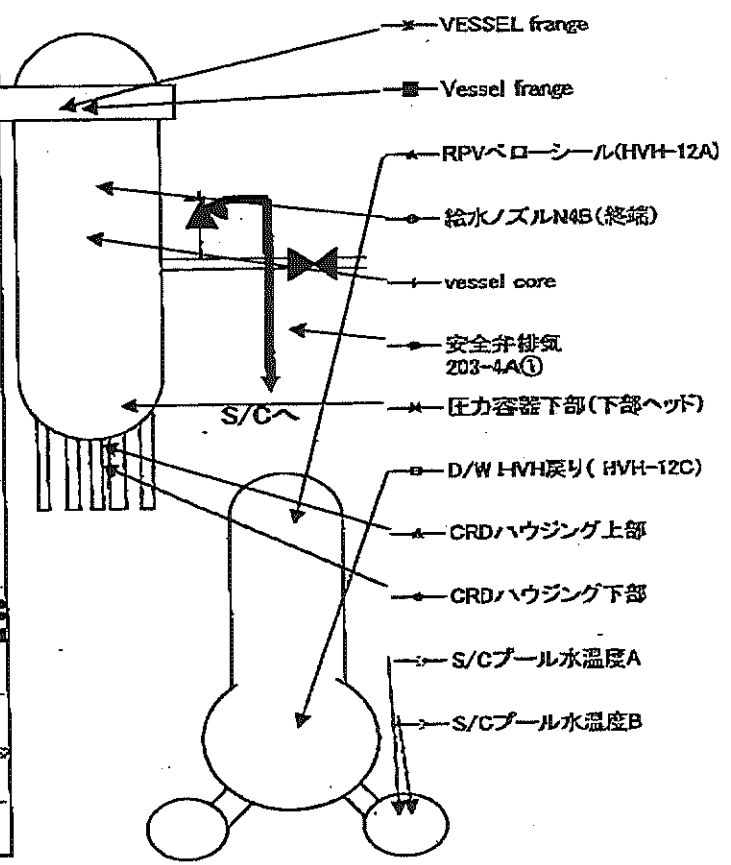 VESSEL frange
Vessel frange
RPVベローシール(HVH-12A)
給水ノズルN4B(終端)
vessel core
安全弁排気
203-4A①
S/Cへ
圧力容器下部(下部ヘッド)
D/W HVH戻り( HVH-12C)
CRDハウジング上部
CRDハウジング下部
S/Cプール水温度A
S/Cプール水温度B